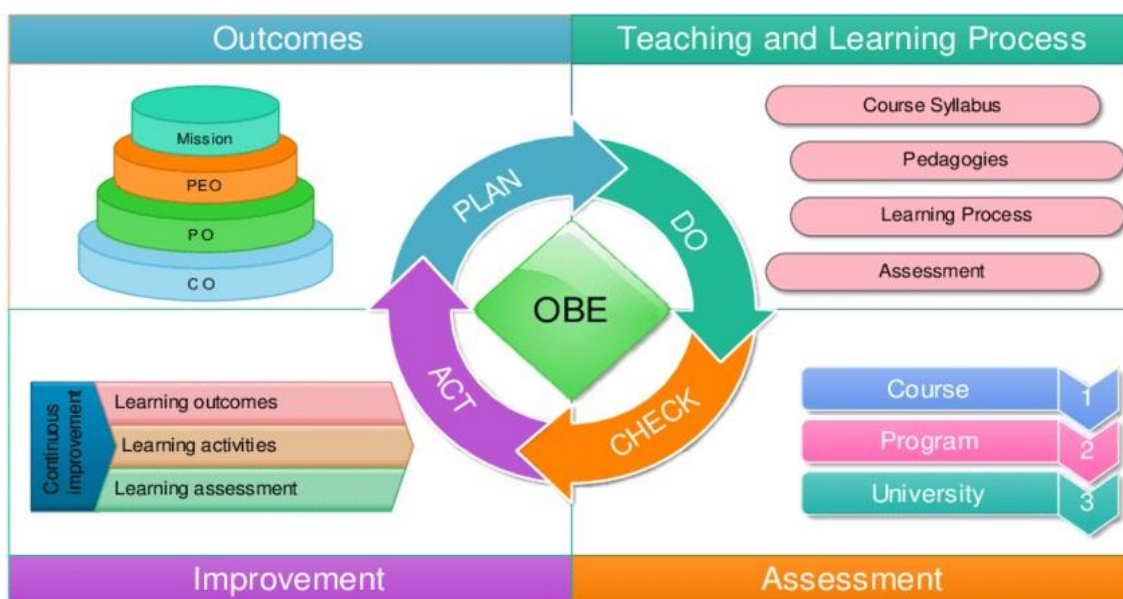 Outcomes
Teaching and Learning Process
Mission
PEO
PO
CO
Course Syllabus
Pedagogies
Learning Process
Assessment
PLAN
DO
CHECK
ACT
OBE
Continuous
improvement
Learning outcomes
Learning activities
Learning assessment
Course 1
Program 2
University 3
Improvement
Assessment